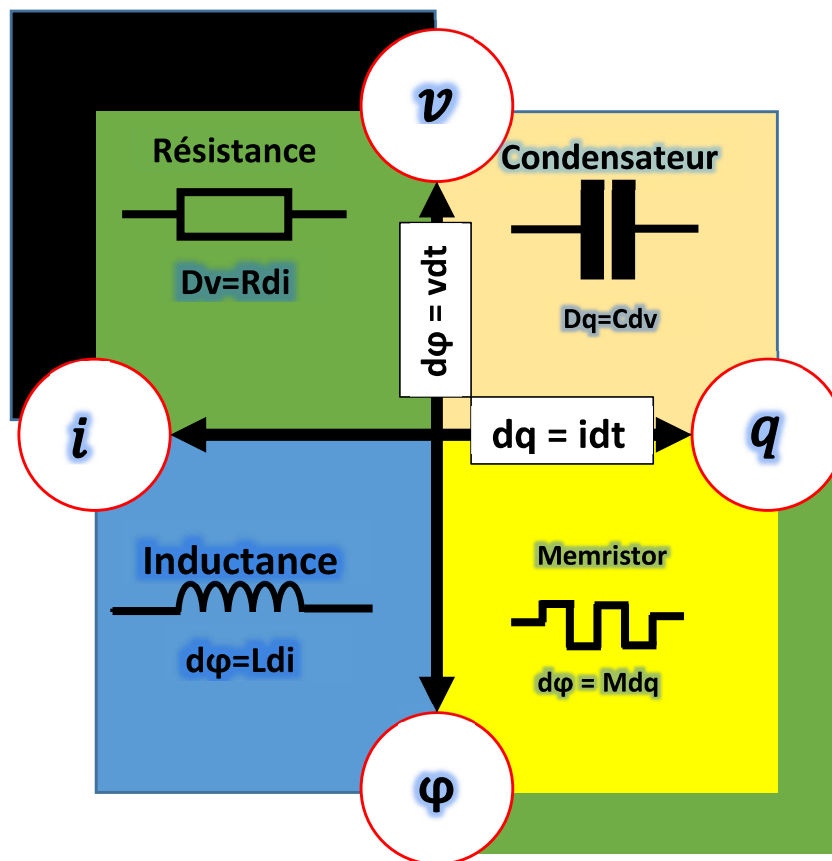 v
Résistance
Condensateur
Dv=Rdi
Dq=Cdv
dφ = vdt
i
dq = idt
q
Inductance
Memristor
dφ=Ldi
dφ = Mdq
φ